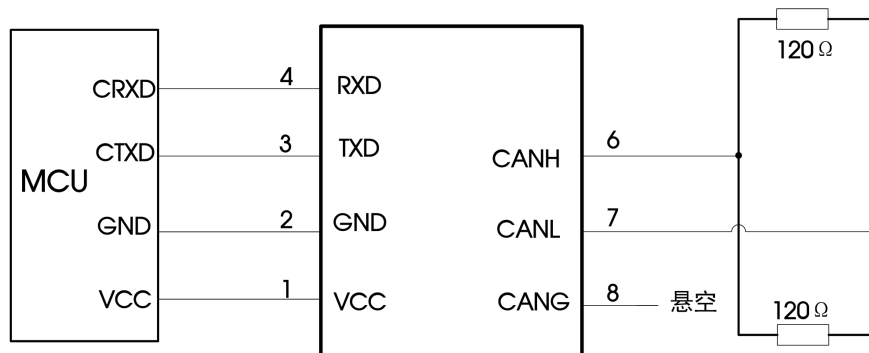 120Ω
CRXD 4 RXD
CTXD 3 TXD 6
CANH
MCU
GND 2 GND 7
CANL
VCC 1 VCC 8
CANG 悬空
120Ω